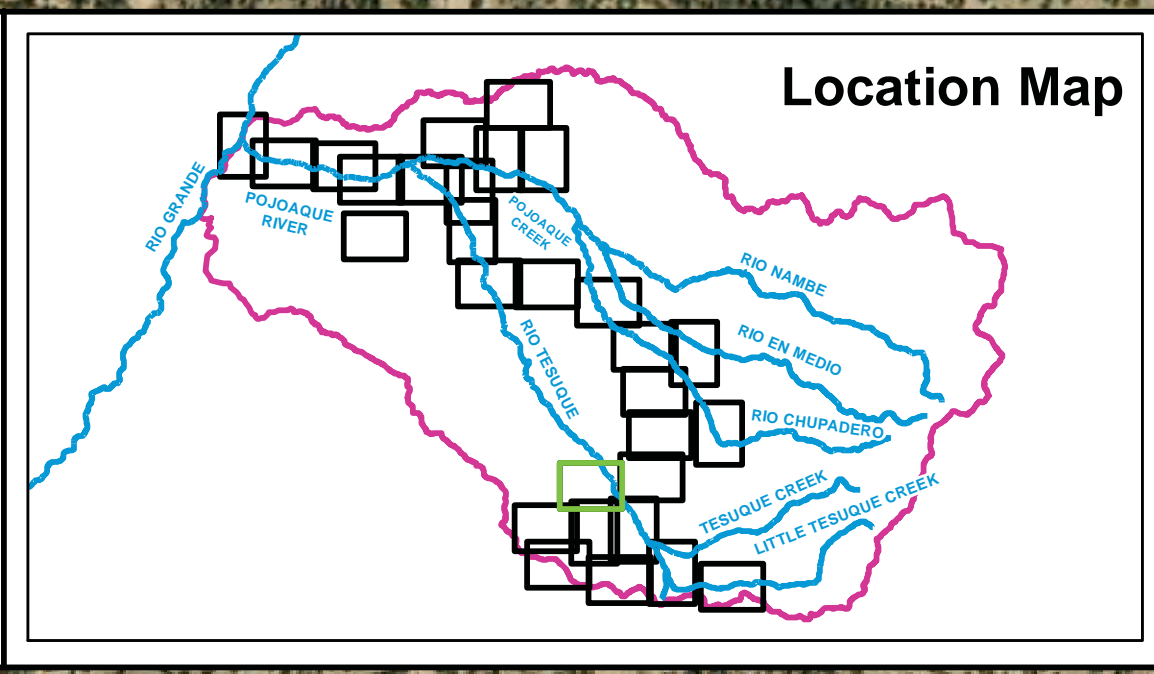 Location Map
RIO GRANDE
POJOAQUE
RIVER
POJOAQUE
CREEK
RIO NAMBE
RIO TESUQUE
RIO EN MEDIO
RIO CHUPADERO
TESUQUE CREEK
LITTLE TESUQUE CREEK